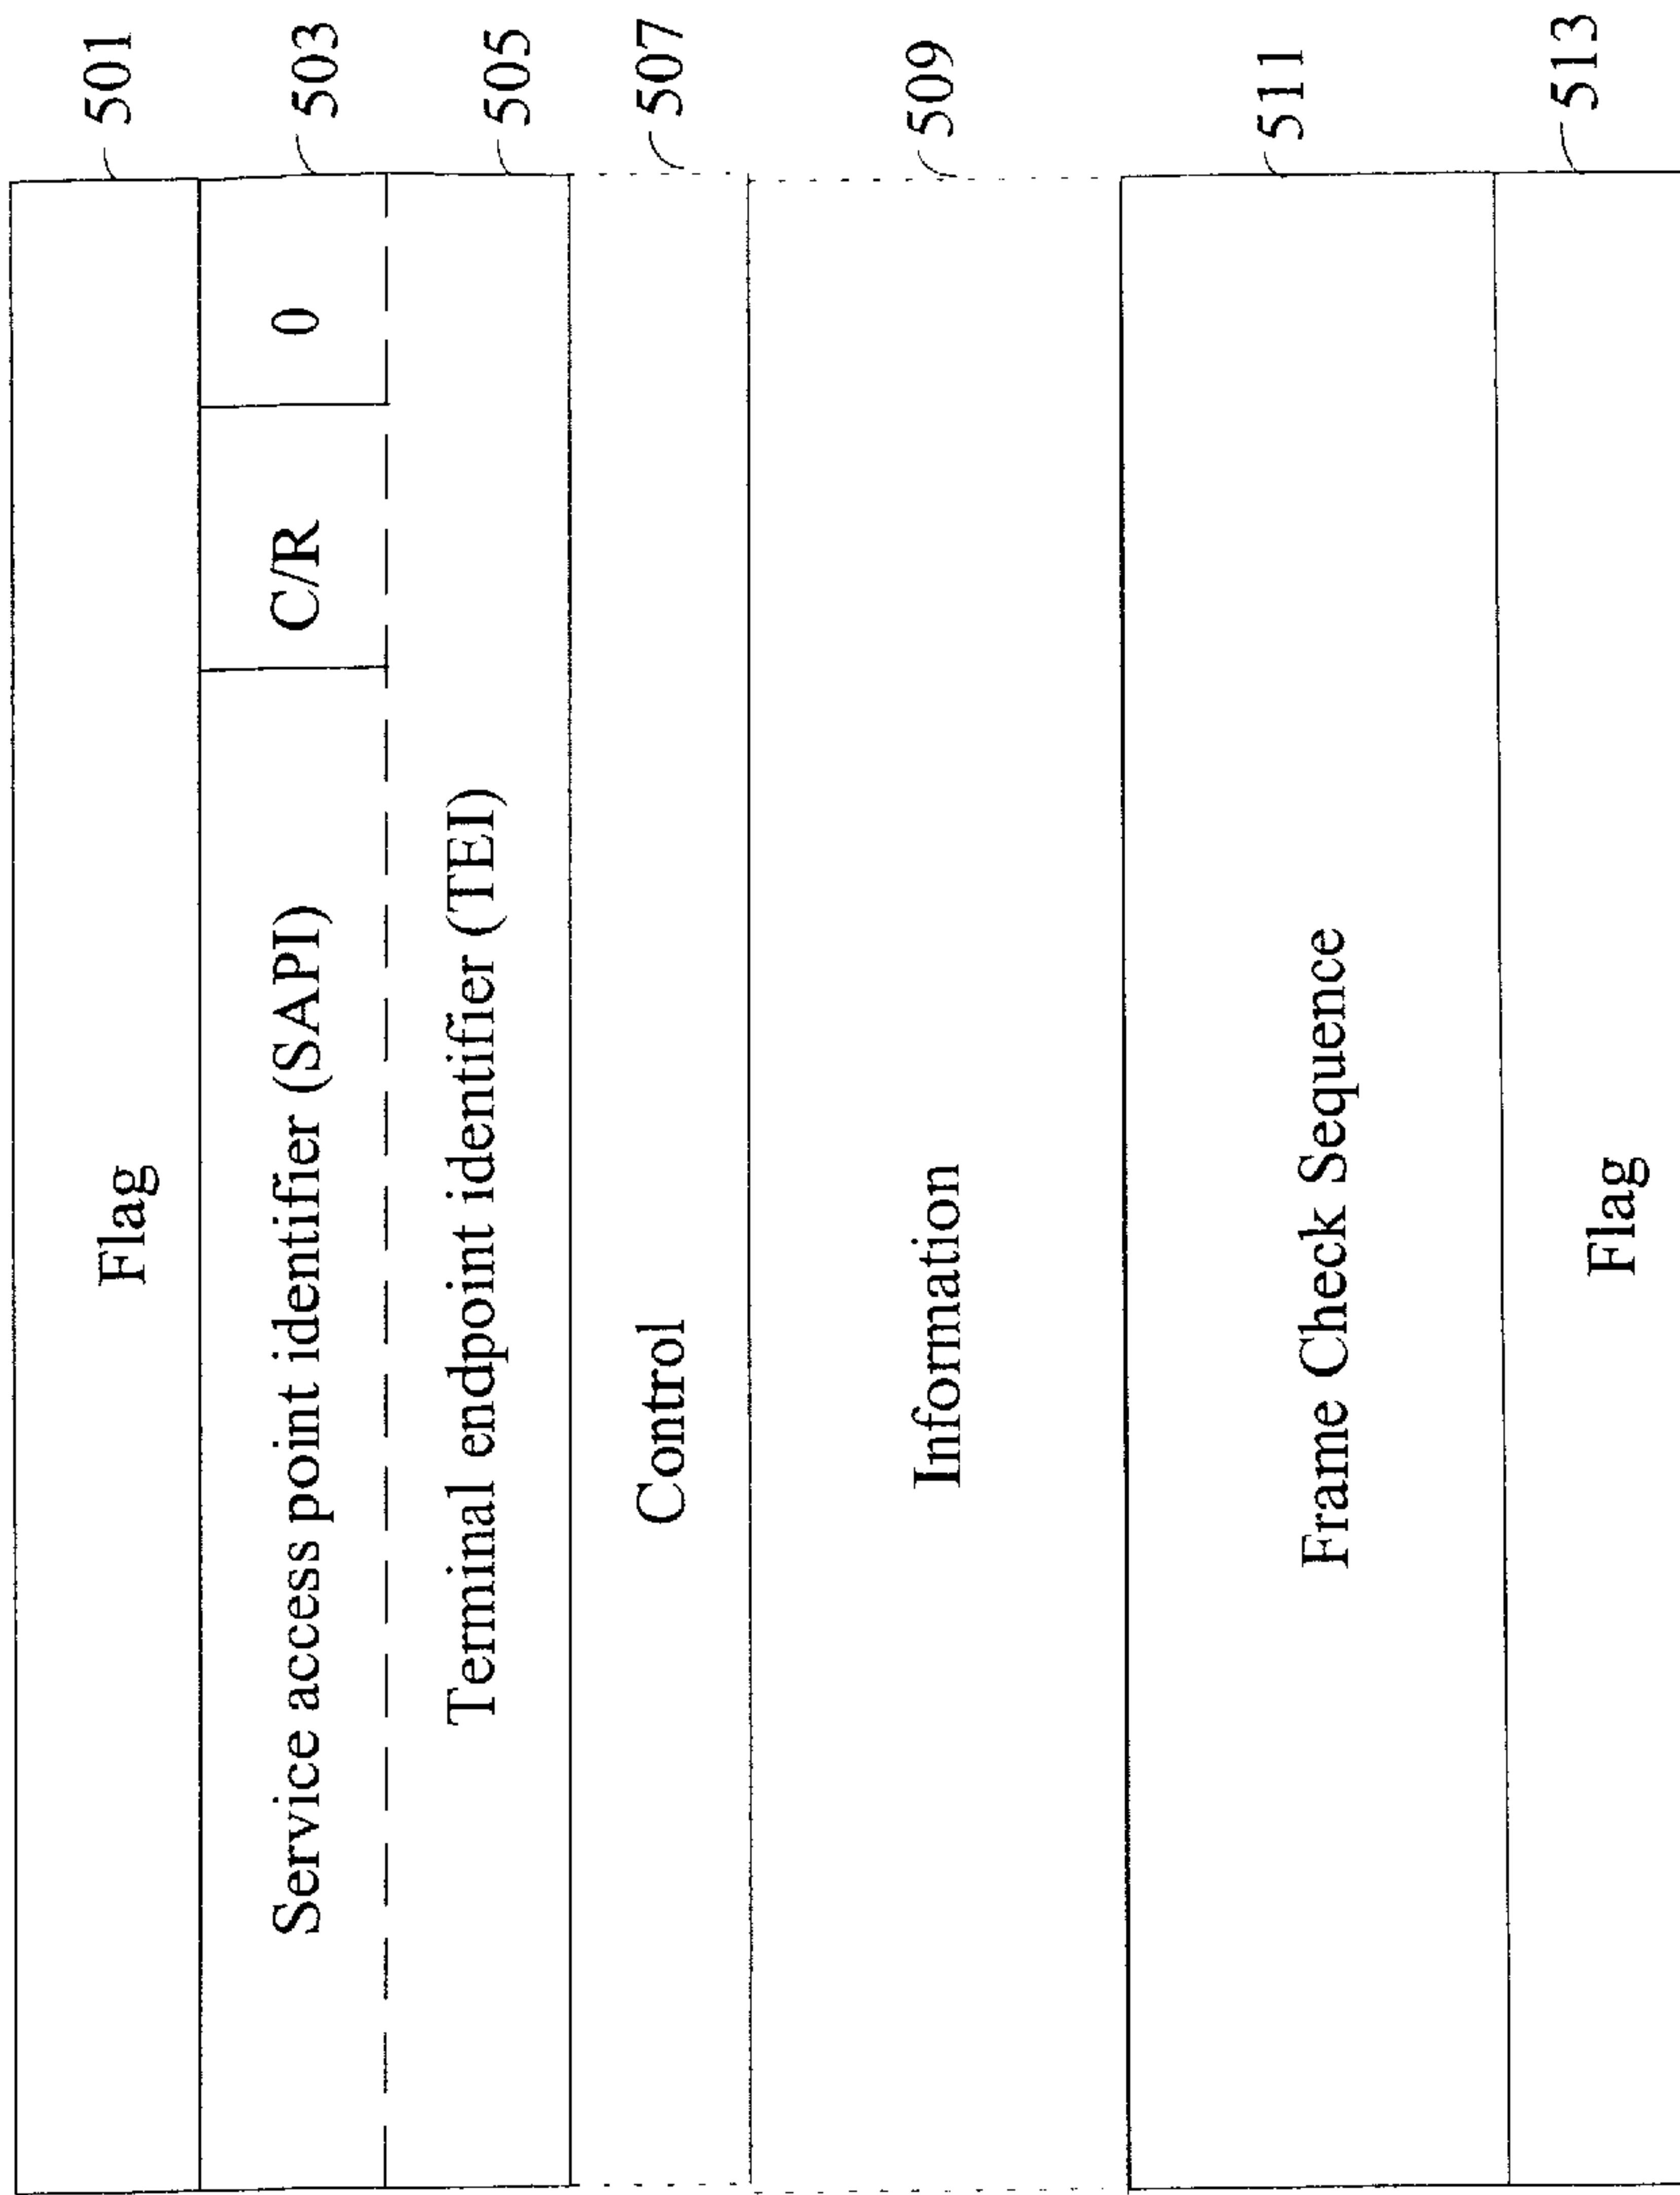 Flag 501
Service access point identifier (SAPI) C/R 0 503
Terminal endpoint identifier (TEI) 505
Control 507
Information 509
Frame Check Sequence 511
Flag 513